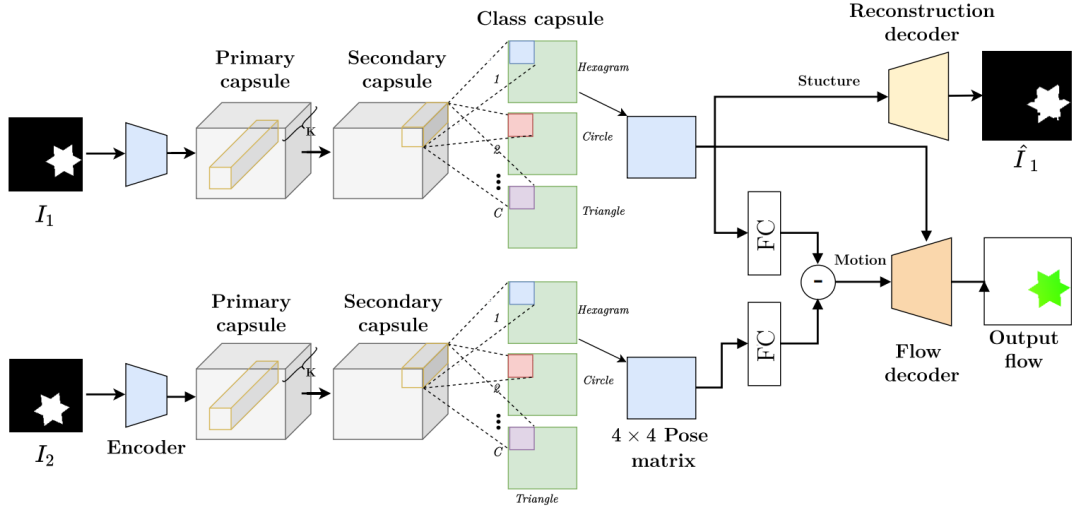 Class capsule
Reconstruction
decoder
Primary
capsule
Secondary
capsule
1
Hexagram
Stucture
K
2
Circle
C
Triangle
I₁
Î₁
FC
Motion
-
Primary
capsule
Secondary
capsule
1
Hexagram
FC
K
2
Circle
Flow
decoder
Output
flow
C
Encoder
I₂
4 × 4 Pose
matrix
Triangle